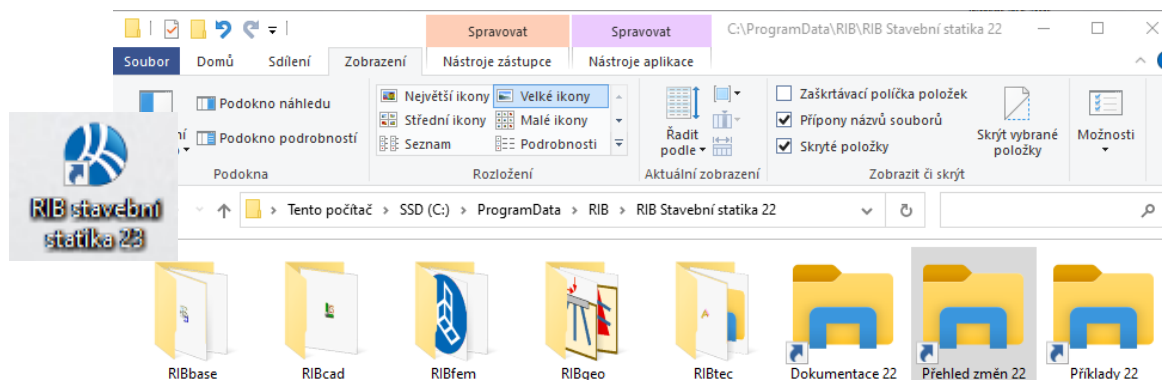 Spravovat
Spravovat
C:\ProgramData\RIB\RIB Stavební statika 22
Soubor
Domů
Sdílení
Zobrazení
Nástroje zástupce
Nástroje aplikace
Podokno náhledu
Podokno podrobností
Podokna
Největší ikony
Velké ikony
Střední ikony
Malé ikony
Seznam
Podrobnosti
Rozložení
Řadit
podle
Aktuální zobrazení
Zaškrtávací políčka položek
Přípony názvů souborů
Skryté položky
Skrýt vybrané
položky
Zobrazit či skrýt
Možnosti
RIB stavební
statika 23
Tento počítač > SSD (C:) > ProgramData > RIB > RIB Stavební statika 22
RIBbase
RIBcad
RIBfem
RIBgeo
RIBtec
Dokumentace 22
Přehled změn 22
Příklady 22